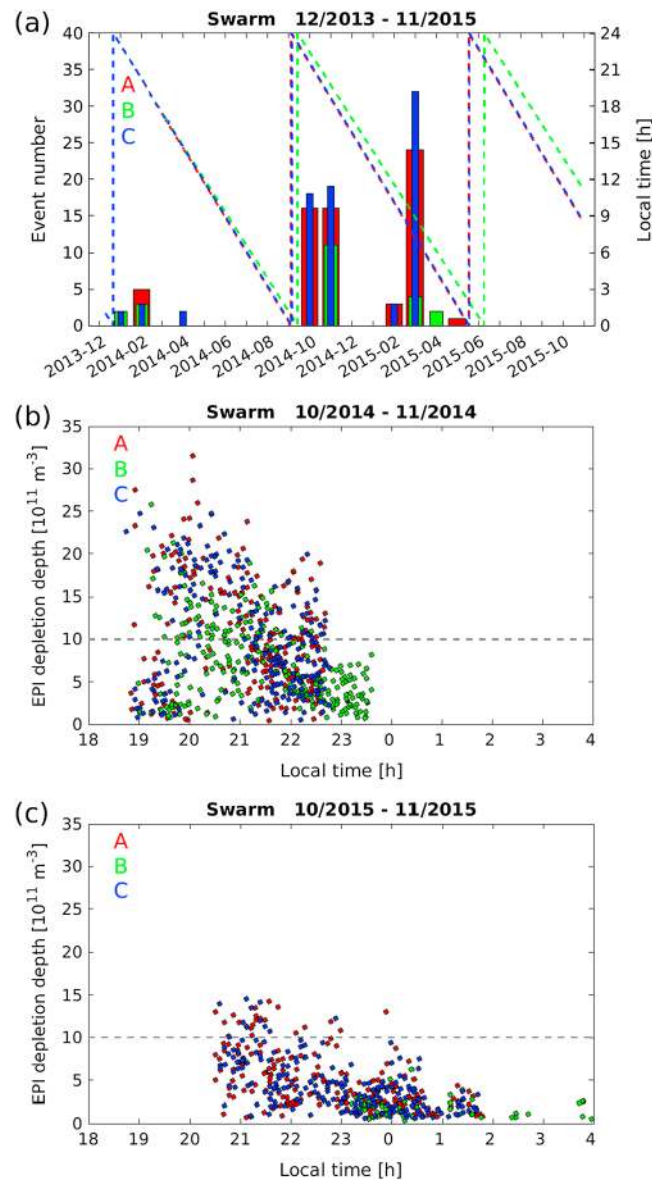 (a) Swarm 12/2013 - 11/2015
40 24
35 21
30 A 18
25 B 15
20 C 12
15 9
10 6
5 3
0 0
Event number
Local time [h]
2013-12 2014-02 2014-04 2014-06 2014-08 2014-10 2014-12 2015-02 2015-04 2015-06 2015-08 2015-10
(b) Swarm 10/2014 - 11/2014
35
A
30
B
C
25
20
15
10
5
0
EPI depletion depth [10¹¹ m⁻³]
18 19 20 21 22 23 0 1 2 3 4
Local time [h]
(c) Swarm 10/2015 - 11/2015
35
A
30
B
C
25
20
15
10
5
0
EPI depletion depth [10¹¹ m⁻³]
18 19 20 21 22 23 0 1 2 3 4
Local time [h]